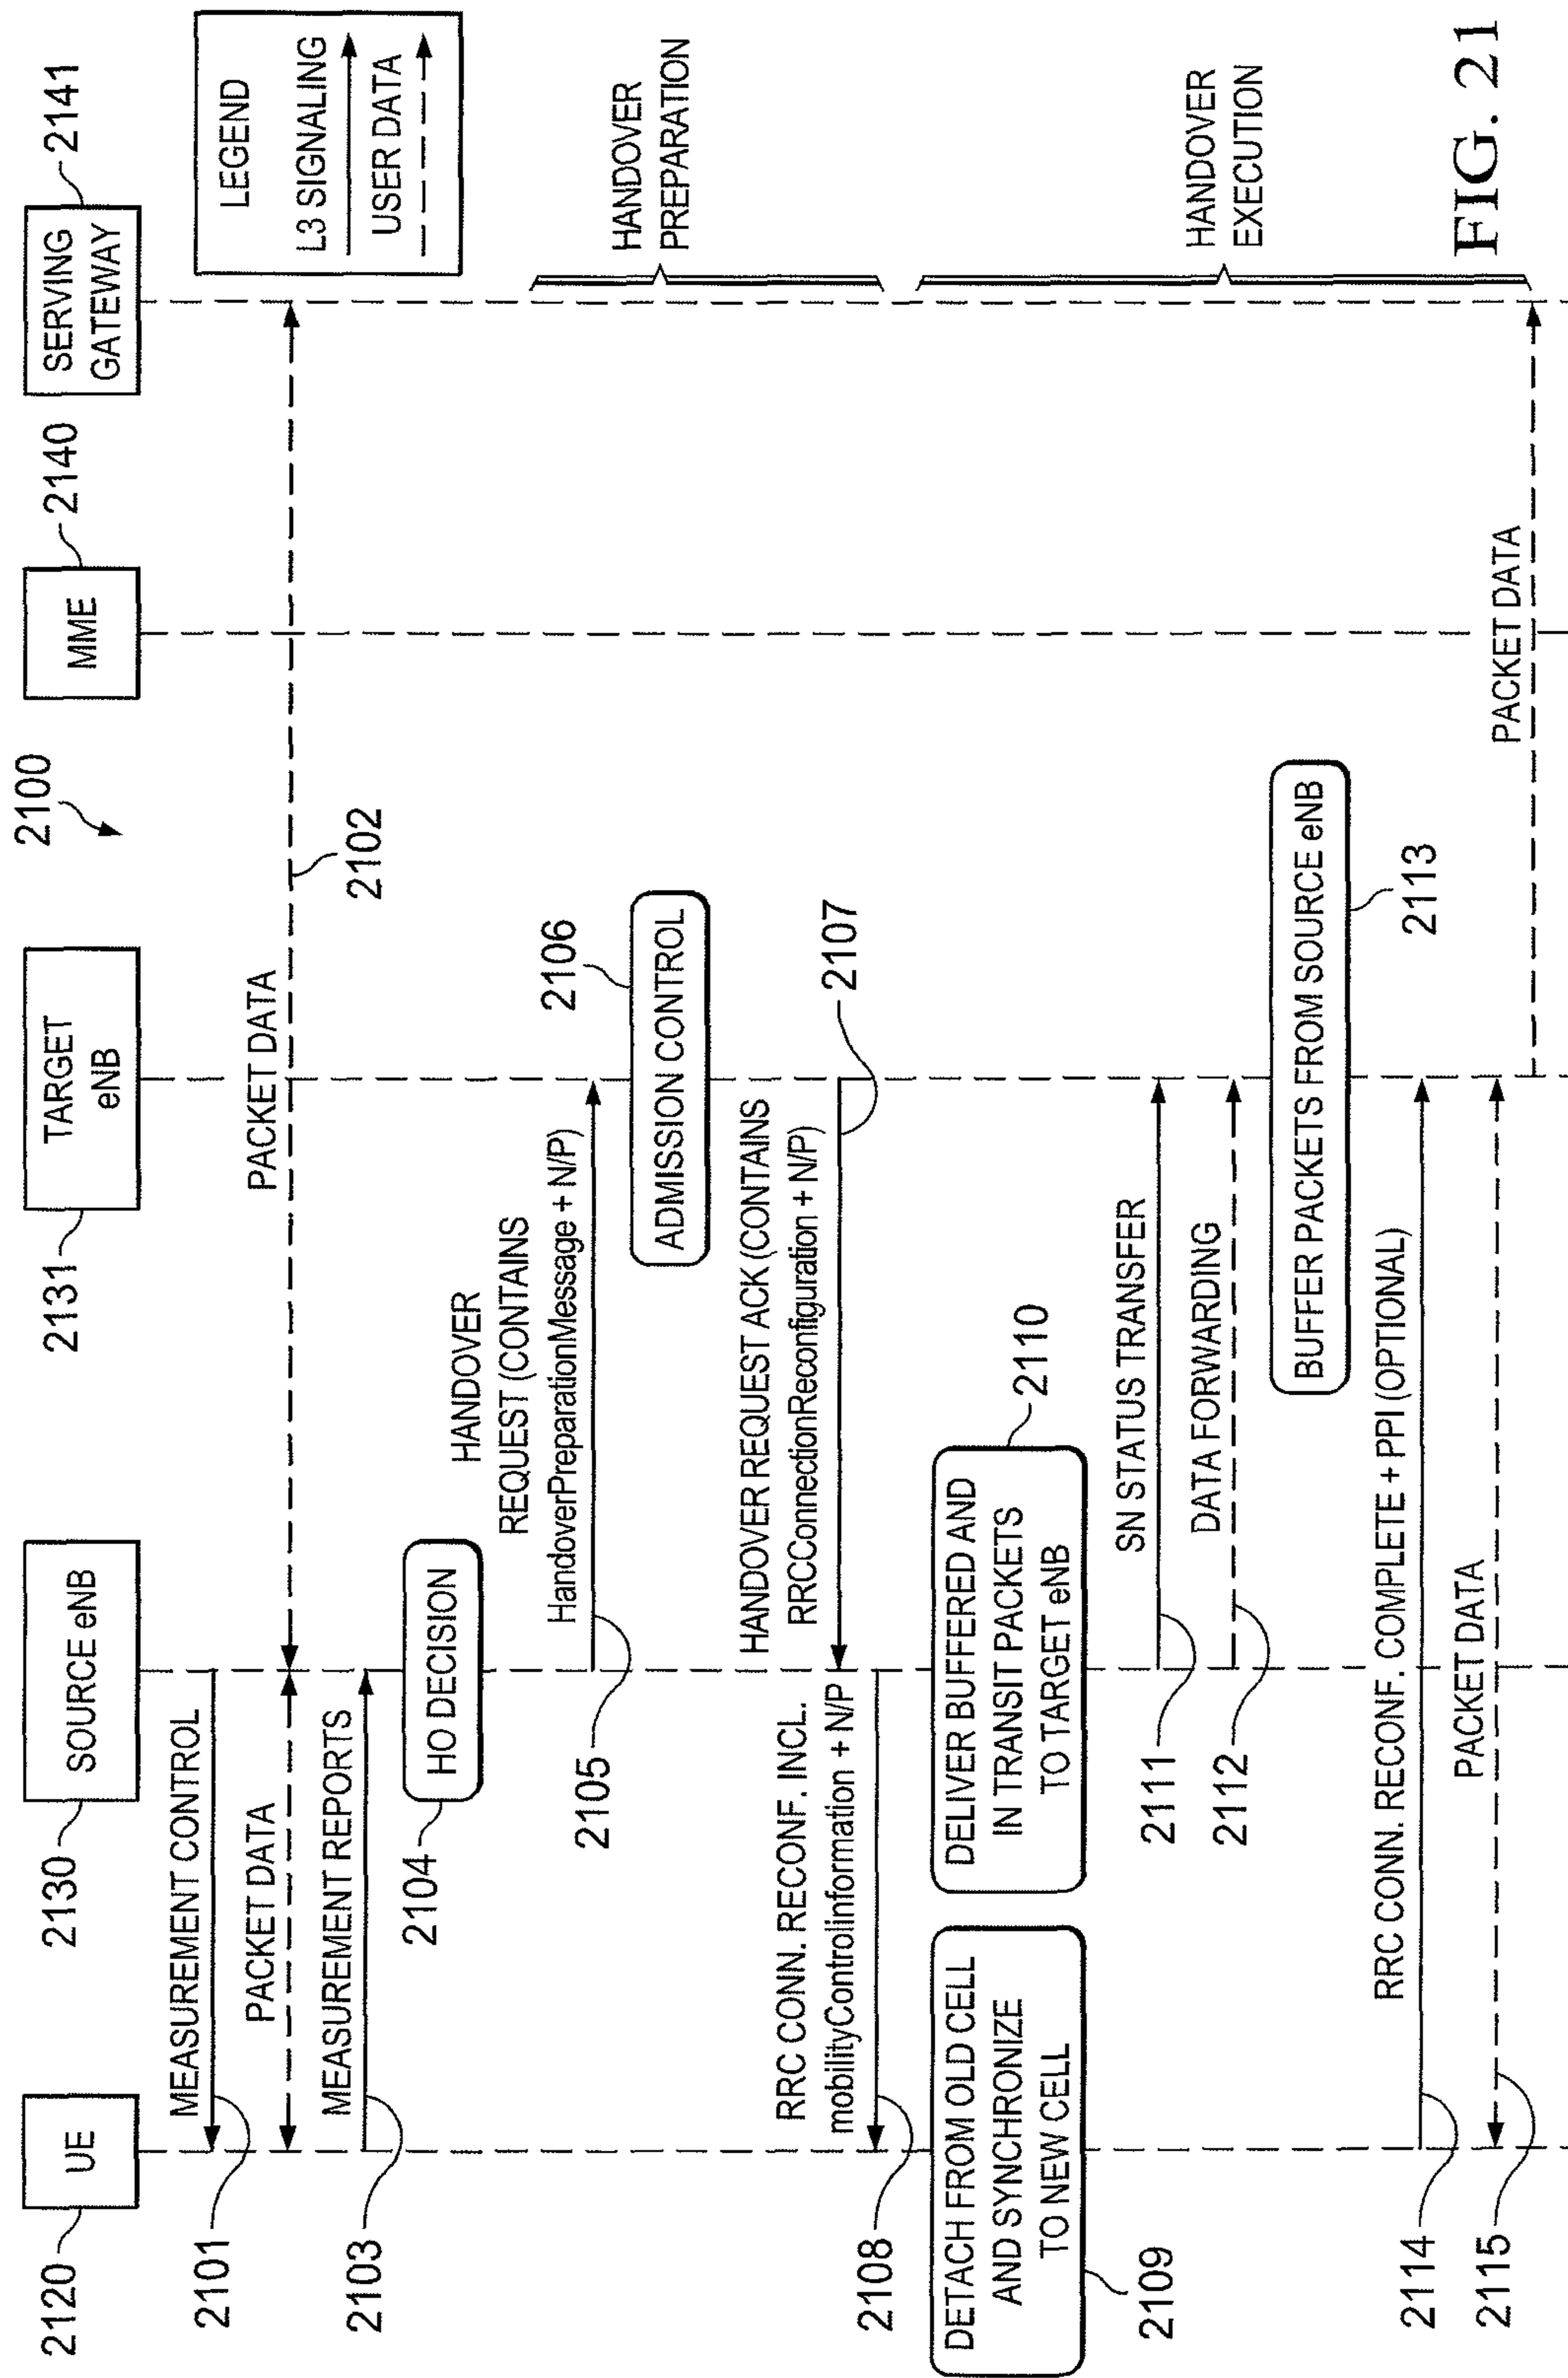 2100
UE
2120
SOURCE eNB
2130
TARGET
eNB
2131
MME
2140
SERVING
GATEWAY
2141
LEGEND
L3 SIGNALING
USER DATA
MEASUREMENT CONTROL
2101
PACKET DATA
PACKET DATA
2102
MEASUREMENT REPORTS
2103
HO DECISION
2104
HANDOVER
REQUEST (CONTAINS
HandoverPreparationMessage + N/P)
2105
2106
ADMISSION CONTROL
HANDOVER REQUEST ACK (CONTAINS
RRCConnectionReconfiguration + N/P)
2107
HANDOVER
PREPARATION
RRC CONN. RECONF. INCL.
mobilityControlinformation + N/P
2108
DETACH FROM OLD CELL
AND SYNCHRONIZE
TO NEW CELL
2109
DELIVER BUFFERED AND
IN TRANSIT PACKETS
TO TARGET eNB
2110
SN STATUS TRANSFER
2111
DATA FORWARDING
2112
BUFFER PACKETS FROM SOURCE eNB
2113
HANDOVER
EXECUTION
RRC CONN. RECONF. COMPLETE + PPI (OPTIONAL)
2114
PACKET DATA
2115
PACKET DATA
FIG. 21